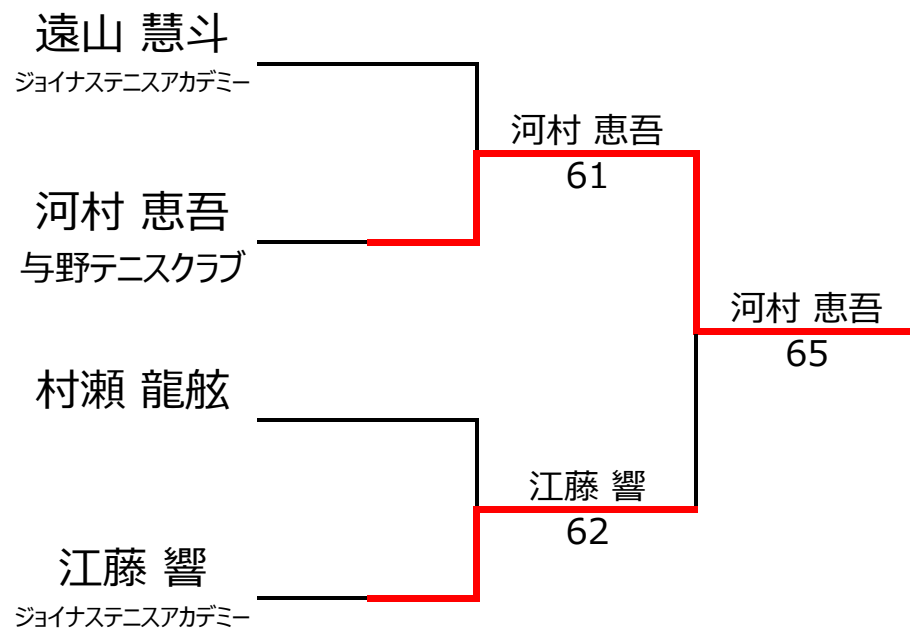 遠山 慧斗
ジョイナステニスアカデミー
河村 恵吾
61
河村 恵吾
与野テニスクラブ
河村 恵吾
65
村瀬 龍舷
江藤 響
62
江藤 響
ジョイナステニスアカデミー